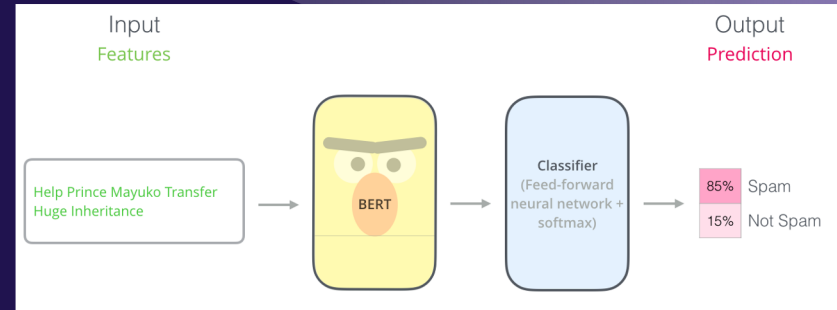 Input
Features
Output
Prediction
Help Prince Mayuko Transfer
Huge Inheritance
BERT
Classifier
(Feed-forward
neural network +
softmax)
85% Spam
15% Not Spam